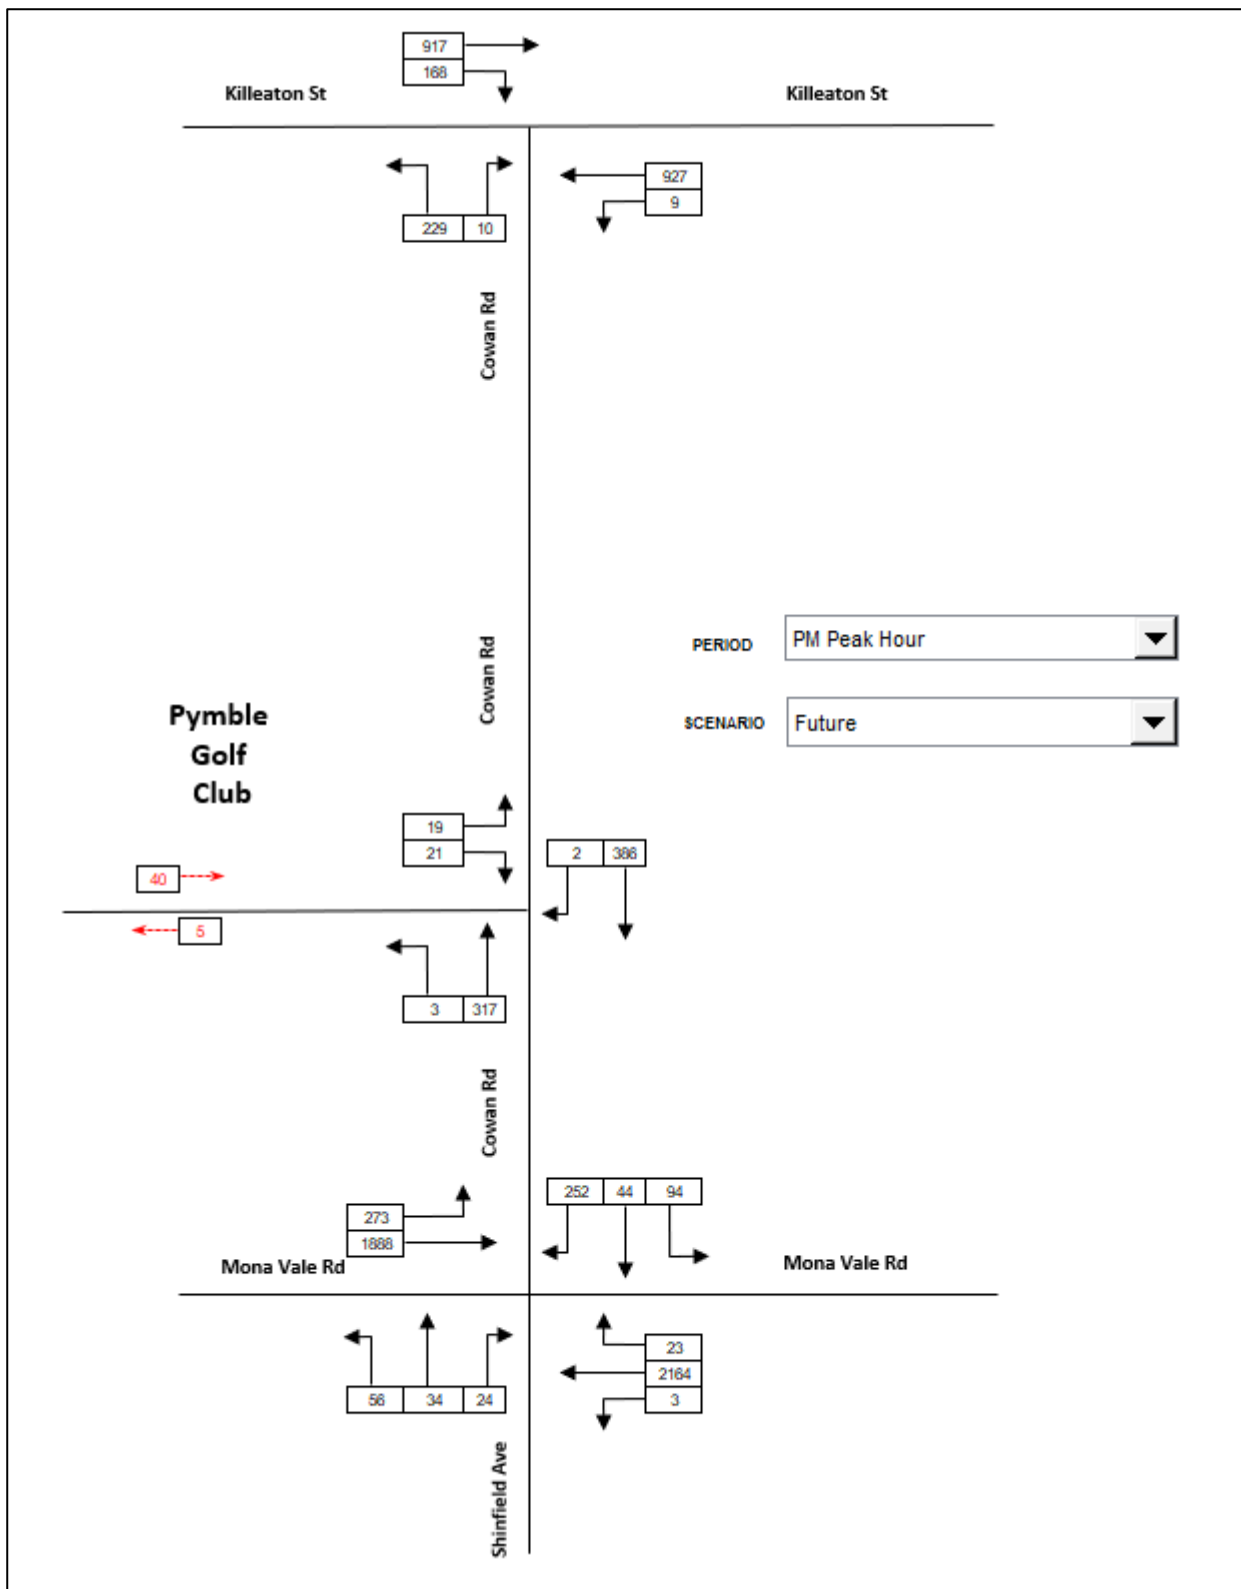 917
168
Killeaton St
Killeaton St
927
9
229 10
Cowan Rd
PERIOD PM Peak Hour
Cowan Rd
SCENARIO Future
Pymble
Golf
Club
19
21
2 386
40
5
3 317
Cowan Rd
252 44 94
273
1888
Mona Vale Rd
Mona Vale Rd
23
2164
3
56 34 24
Shinfield Ave